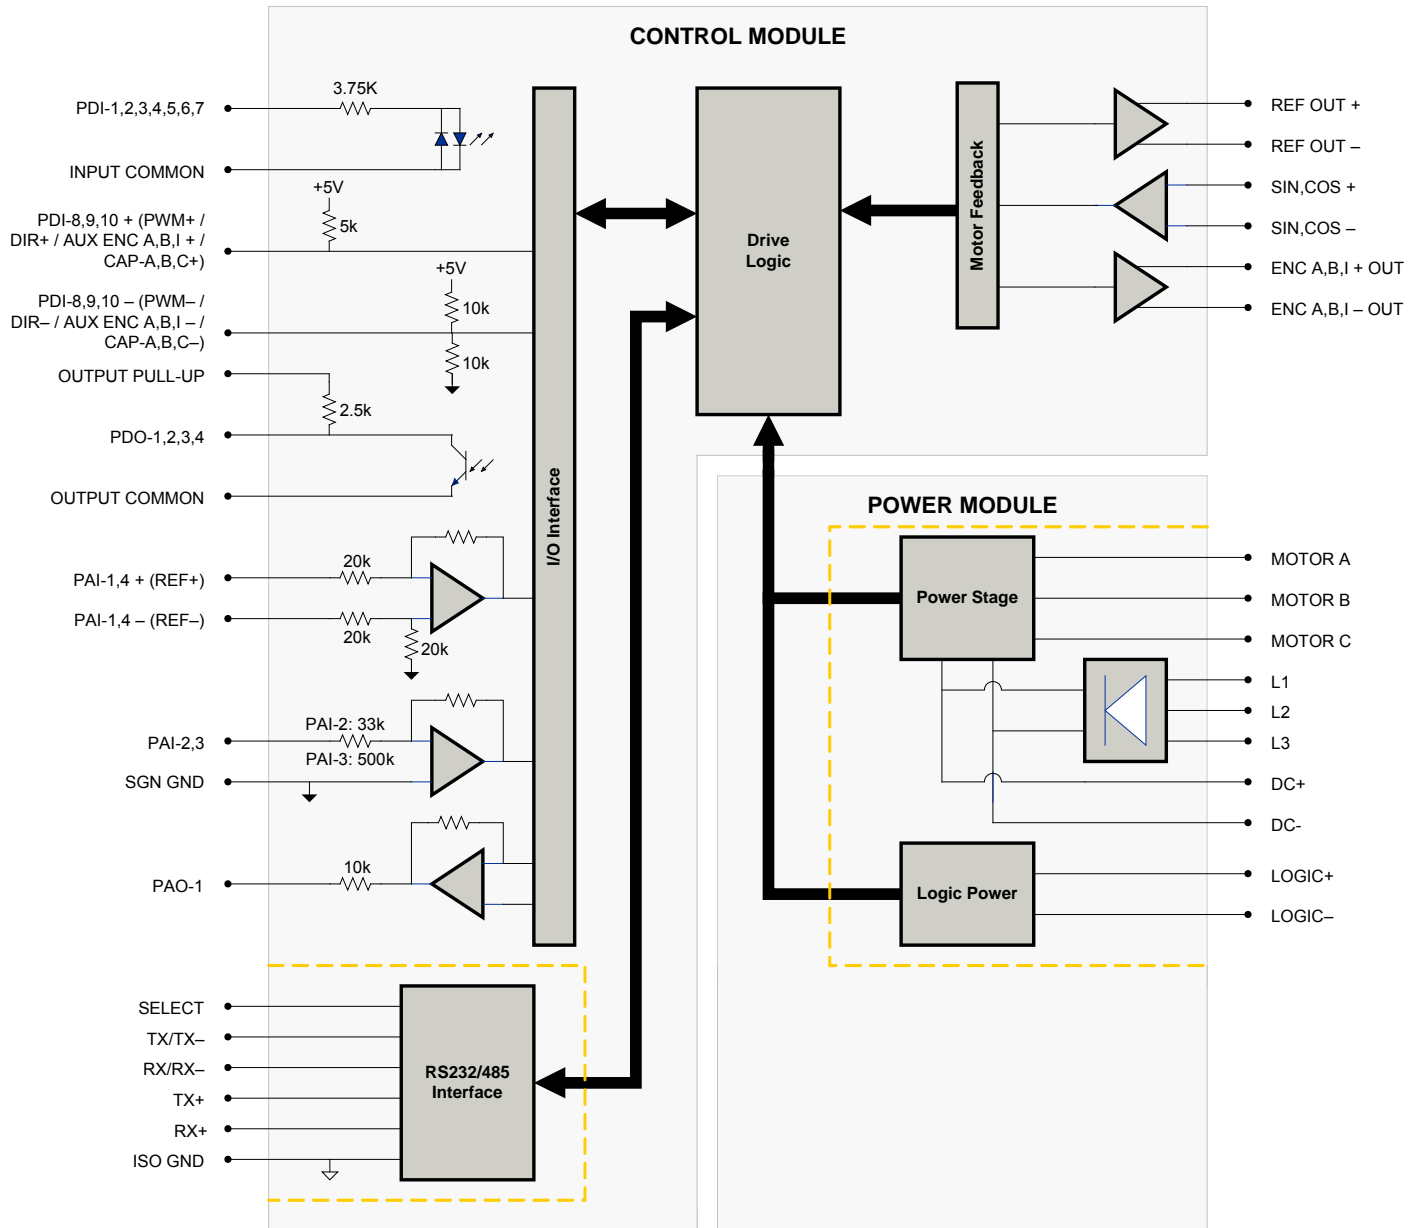 CONTROL MODULE
PDI-1,2,3,4,5,6,7
3.75K
INPUT COMMON
+5V
PDI-8,9,10 + (PWM+ /
DIR+ / AUX ENC A,B,I + /
CAP-A,B,C+)
5k
+5V
PDI-8,9,10 – (PWM– /
DIR– / AUX ENC A,B,I – /
CAP-A,B,C–)
10k
10k
OUTPUT PULL-UP
2.5k
PDO-1,2,3,4
OUTPUT COMMON
PAI-1,4 + (REF+)
20k
PAI-1,4 – (REF–)
20k
20k
PAI-2,3
PAI-2: 33k
PAI-3: 500k
SGN GND
PAO-1
10k
I/O Interface
Drive
Logic
Motor Feedback
REF OUT +
REF OUT –
SIN,COS +
SIN,COS –
ENC A,B,I + OUT
ENC A,B,I – OUT
SELECT
TX/TX–
RX/RX–
TX+
RX+
ISO GND
RS232/485
Interface
POWER MODULE
Power Stage
MOTOR A
MOTOR B
MOTOR C
L1
L2
L3
DC+
DC-
Logic Power
LOGIC+
LOGIC–